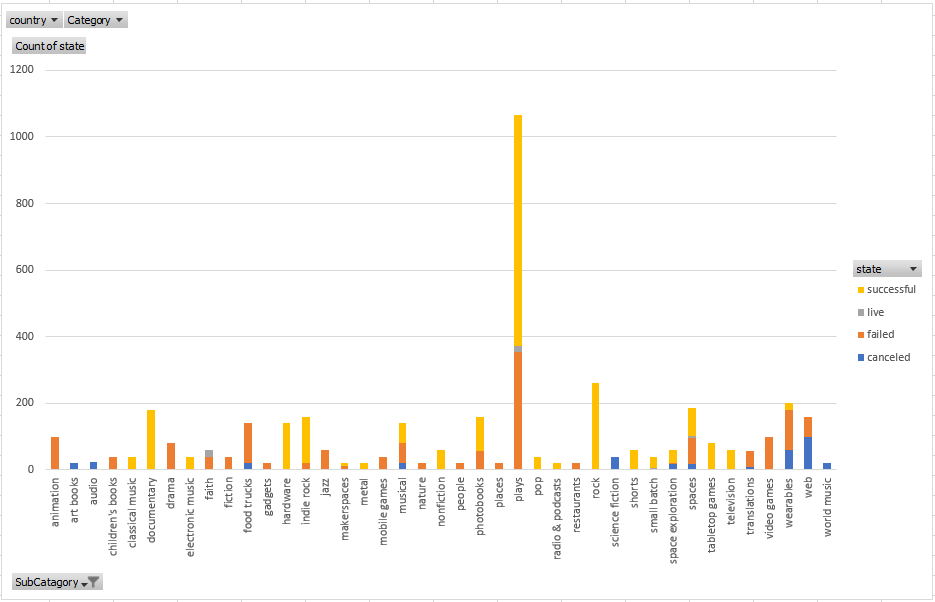 country Category
Count of state
1200
1000
800
600
400
200
0
animation
art books
audio
children's books
classical music
documentary
drama
electronic music
faith
fiction
food trucks
gadgets
hardware
indie rock
jazz
makerspaces
metal
mobile games
musical
nature
nonfiction
people
photobooks
places
plays
pop
radio & podcasts
restaurants
rock
science fiction
shorts
small batch
space exploration
spaces
tabletop games
television
translations
video games
wearables
web
world music
state
successful
live
failed
canceled
SubCatagory